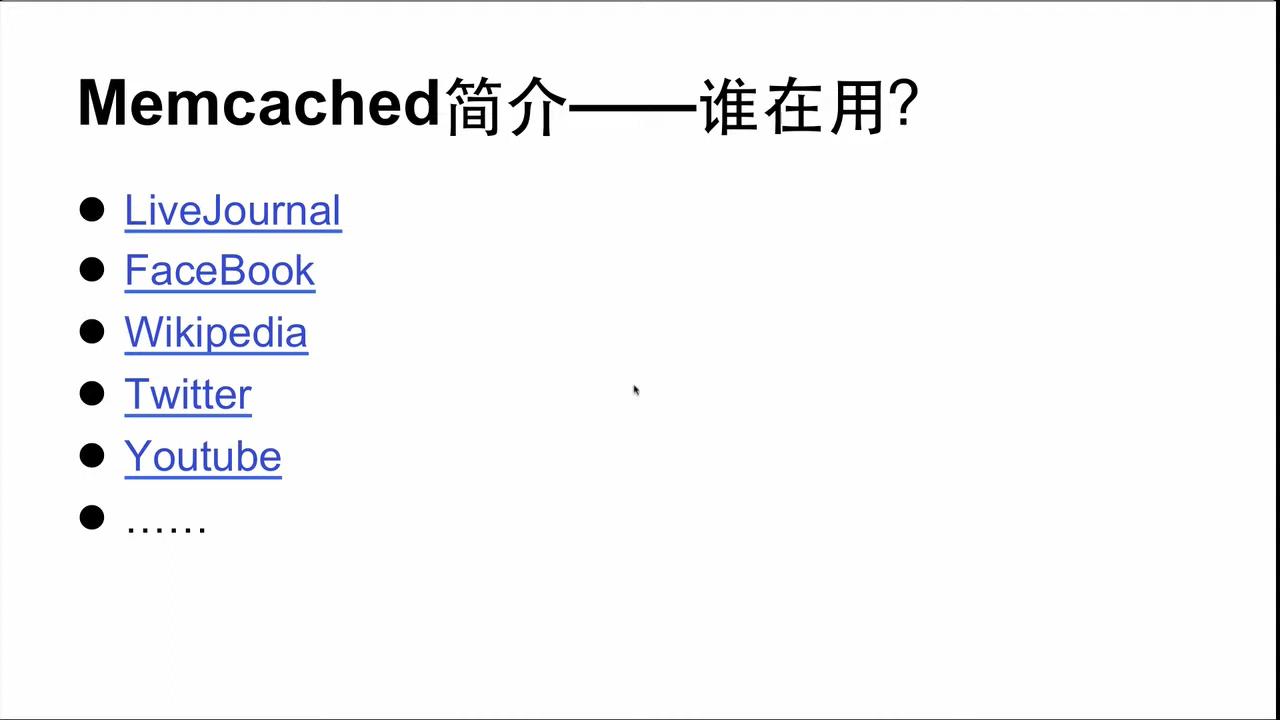 Memcached简介——谁在用?
LiveJournal
FaceBook
Wikipedia
Twitter
Youtube
……